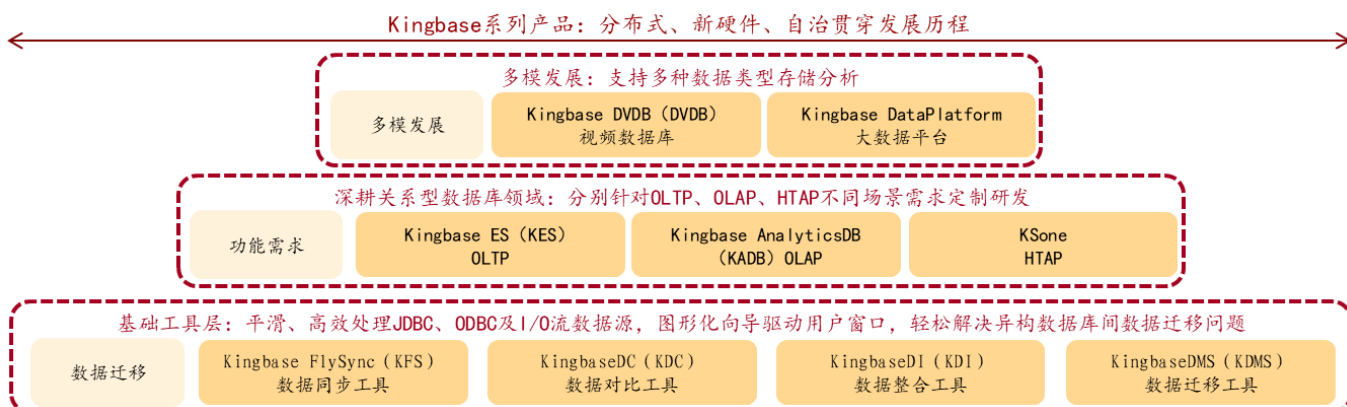 Kingbase系列产品：分布式、新硬件、自治贯穿发展历程
多模发展：支持多种数据类型存储分析
多模发展
Kingbase DVDB（DVDB）
视频数据库
Kingbase DataPlatform
大数据平台
深耕关系型数据库领域：分别针对OLTP、OLAP、HTAP不同场景需求定制研发
功能需求
Kingbase ES（KES）
OLTP
Kingbase AnalyticsDB
（KADB）OLAP
KSone
HTAP
基础工具层：平滑、高效处理JDBC、ODBC及I/O流数据源，图形化向导驱动用户窗口，轻松解决异构数据库间数据迁移问题
数据迁移
Kingbase FlySync（KFS）
数据同步工具
KingbaseDC（KDC）
数据对比工具
KingbaseDI（KDI）
数据整合工具
KingbaseDMS（KDMS）
数据迁移工具